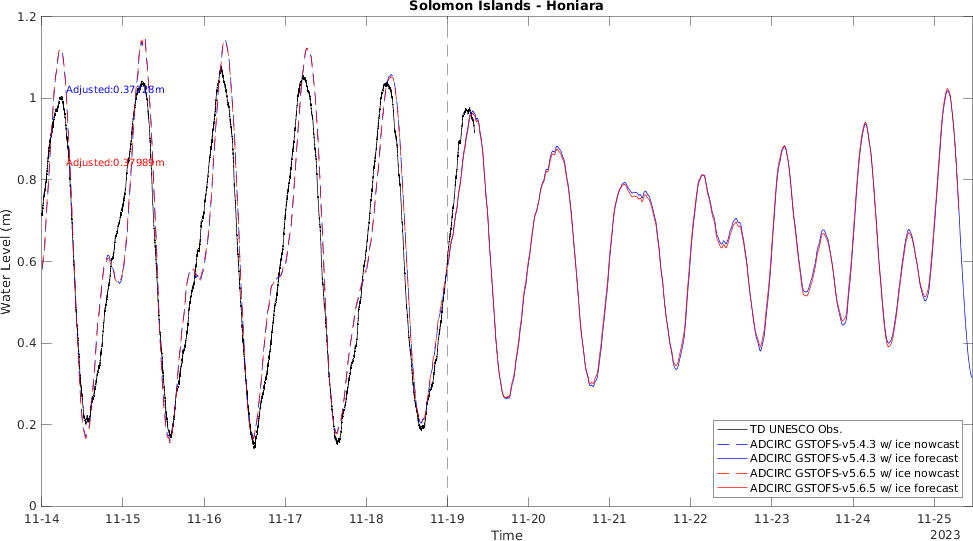 Solomon Islands - Honiara
Water Level (m)
1.2
1
0.8
0.6
0.4
0.2
0
Adjusted:0.37928m
Adjusted:0.37989m
TD UNESCO Obs.
ADCIRC GSTOFS-v5.4.3 w/ ice nowcast
ADCIRC GSTOFS-v5.4.3 w/ ice forecast
ADCIRC GSTOFS-v5.6.5 w/ ice nowcast
ADCIRC GSTOFS-v5.6.5 w/ ice forecast
11-14 11-15 11-16 11-17 11-18 11-19 11-20 11-21 11-22 11-23 11-24 11-25
Time
2023